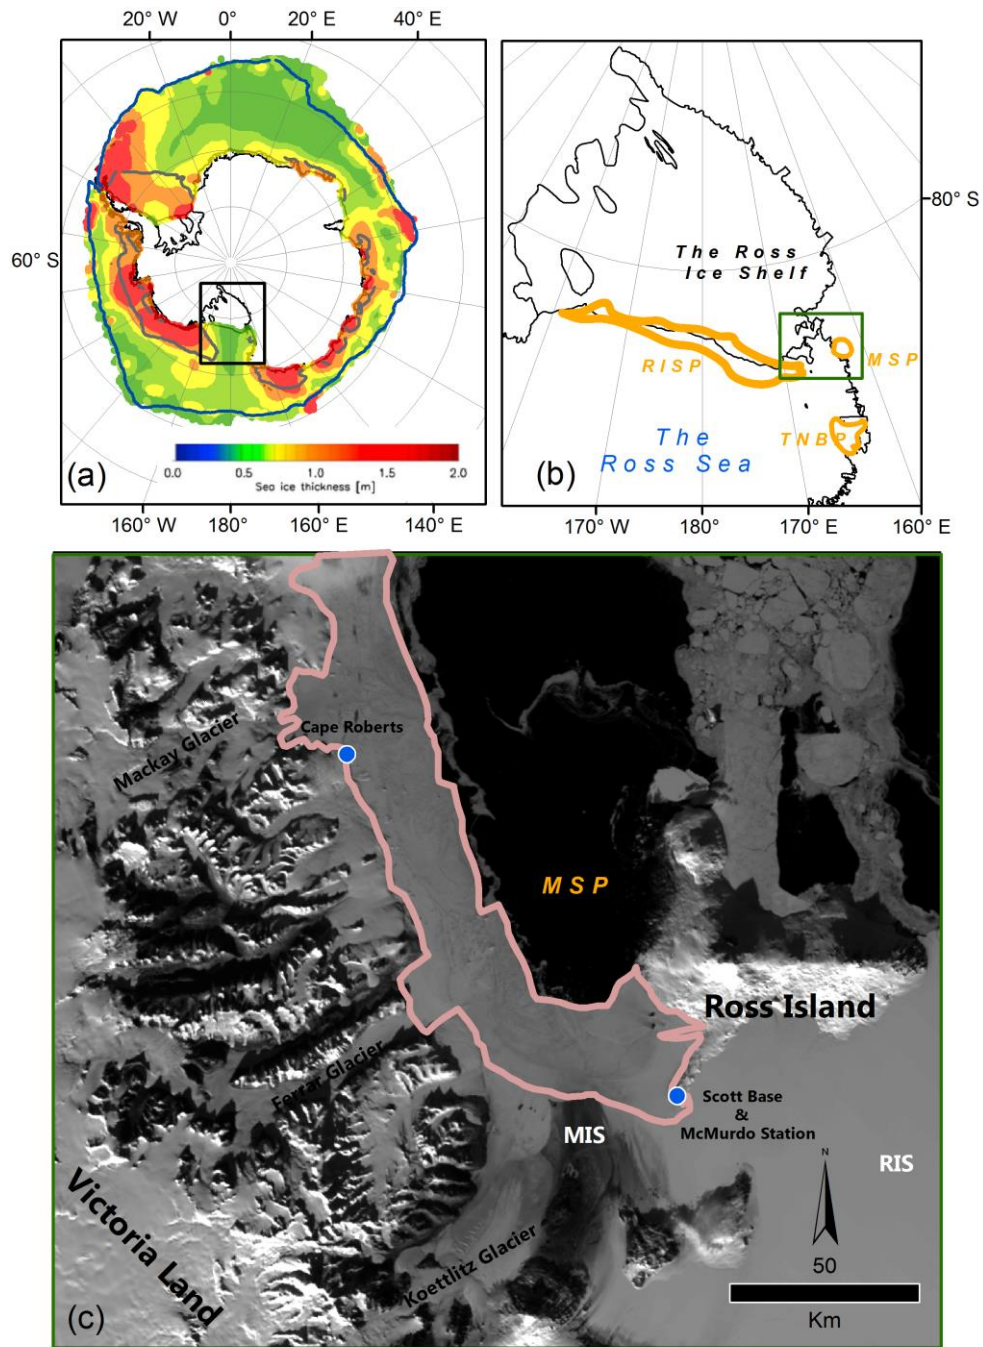 20° W 0° 20° E 40° E
60° S
(a)
0.0 0.5 1.0 1.5 2.0
Sea ice thickness [m]
160° W 180° 160° E 140° E
80° S
The Ross
Ice Shelf
RISP
MSP
TNBP
The
Ross Sea
(b)
170° W 180° 170° E 160° E
Cape Roberts
Mackay Glacier
MSP
Ross Island
Ferrar Glacier
Scott Base
&
McMurdo Station
MIS
RIS
Victoria Land
Koettlitz Glacier
N
50
Km
(c)